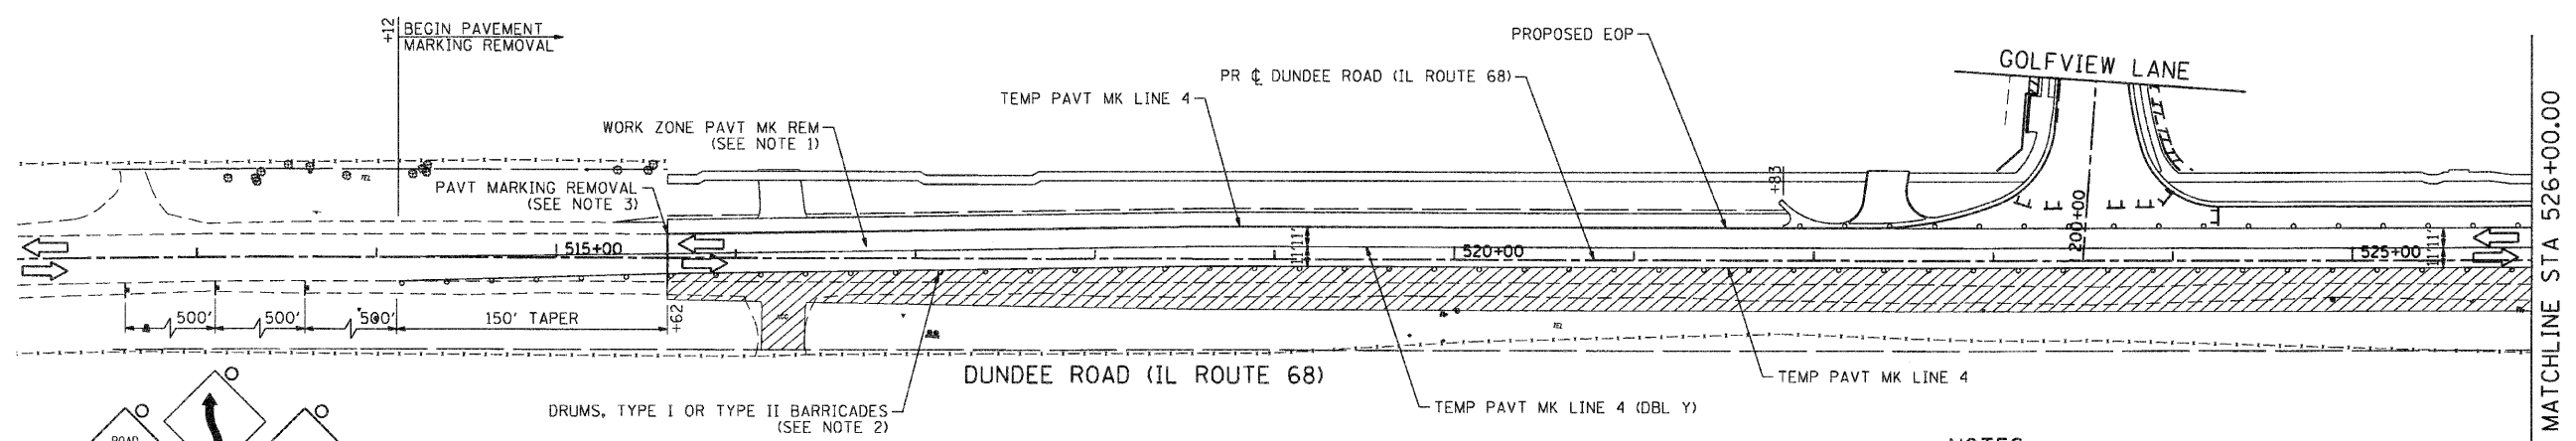 +12
BEGIN PAVEMENT
MARKING REMOVAL
PROPOSED EOP
GOLFVIEW LANE
PR ℄ DUNDEE ROAD (IL ROUTE 68)
TEMP PAVT MK LINE 4
WORK ZONE PAVT MK REM
(SEE NOTE 1)
PAVT MARKING REMOVAL
(SEE NOTE 3)
+83
200+00
515+00
11'
11'
520+00
525+00
11'
11'
500'
500'
500'
150' TAPER
+62
DUNDEE ROAD (IL ROUTE 68)
TEMP PAVT MK LINE 4
DRUMS, TYPE I OR TYPE II BARRICADES
(SEE NOTE 2)
TEMP PAVT MK LINE 4 (DBL Y)
MATCHLINE STA 526+00.00
ROAD
NOTES